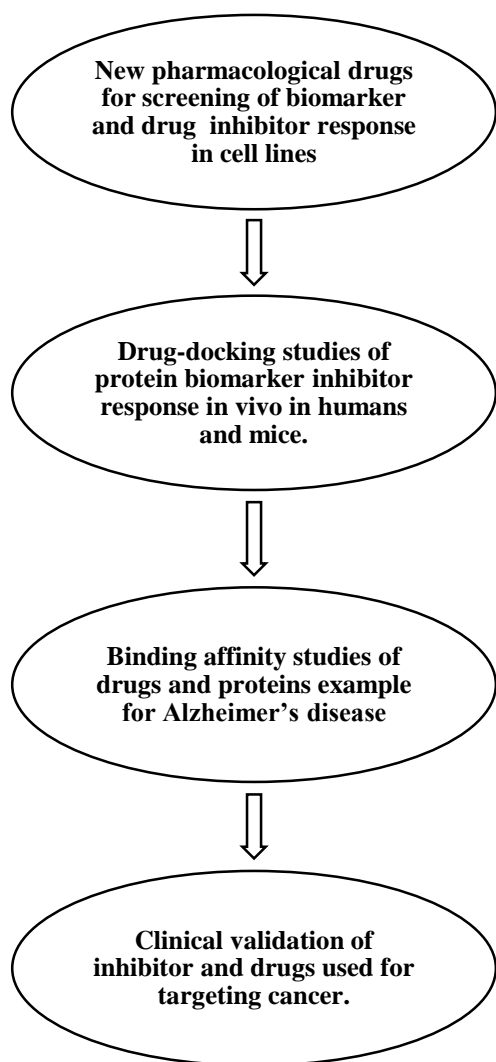 New pharmacological drugs
for screening of biomarker
and drug inhibitor response
in cell lines
Drug-docking studies of
protein biomarker inhibitor
response in vivo in humans
and mice.
Binding affinity studies of
drugs and proteins example
for Alzheimer’s disease
Clinical validation of
inhibitor and drugs used for
targeting cancer.